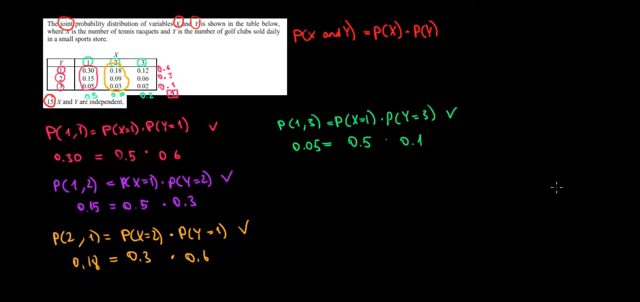 The joint probability distribution of variables X and Y is shown in the table below,
where X is the number of tennis racquets and Y is the number of golf clubs sold daily
in a small sports store.
X
Y 1 2 3
1 0.30 0.18 0.12 0.6
2 0.15 0.09 0.06 0.3
3 0.05 0.03 0.02 0.1
0.5 0.3 0.2
15. X and Y are independent.
P(X and Y) = P(X) · P(Y)
P(1,1) = P(X=1) · P(Y=1) ✓
0.30 = 0.5 · 0.6
P(1,2) = P(X=1) · P(Y=2) ✓
0.15 = 0.5 · 0.3
P(2,1) = P(X=2) · P(Y=1) ✓
0.18 = 0.3 · 0.6
P(1,3) = P(X=1) · P(Y=3) ✓
0.05 = 0.5 · 0.1